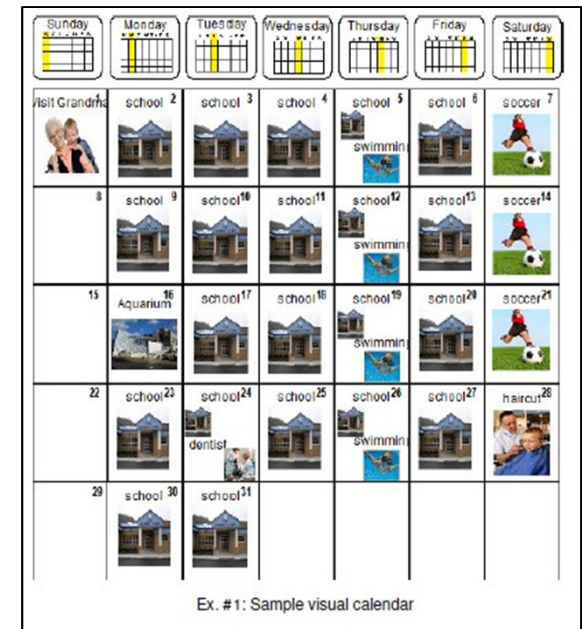 Sunday Monday Tuesday Wednesday Thursday Friday Saturday
Visit Grandma 1 school 2 school 3 school 4 school 5 school 6 soccer 7
swimming
8 school 9 school 10 school 11 school 12 school 13 soccer 14
swimming
15 Aquarium 16 school 17 school 18 school 19 school 20 soccer 21
swimming
22 school 23 school 24 school 25 school 26 school 27 haircut 28
dentist swimming
29 school 30 school 31
Ex. #1: Sample visual calendar